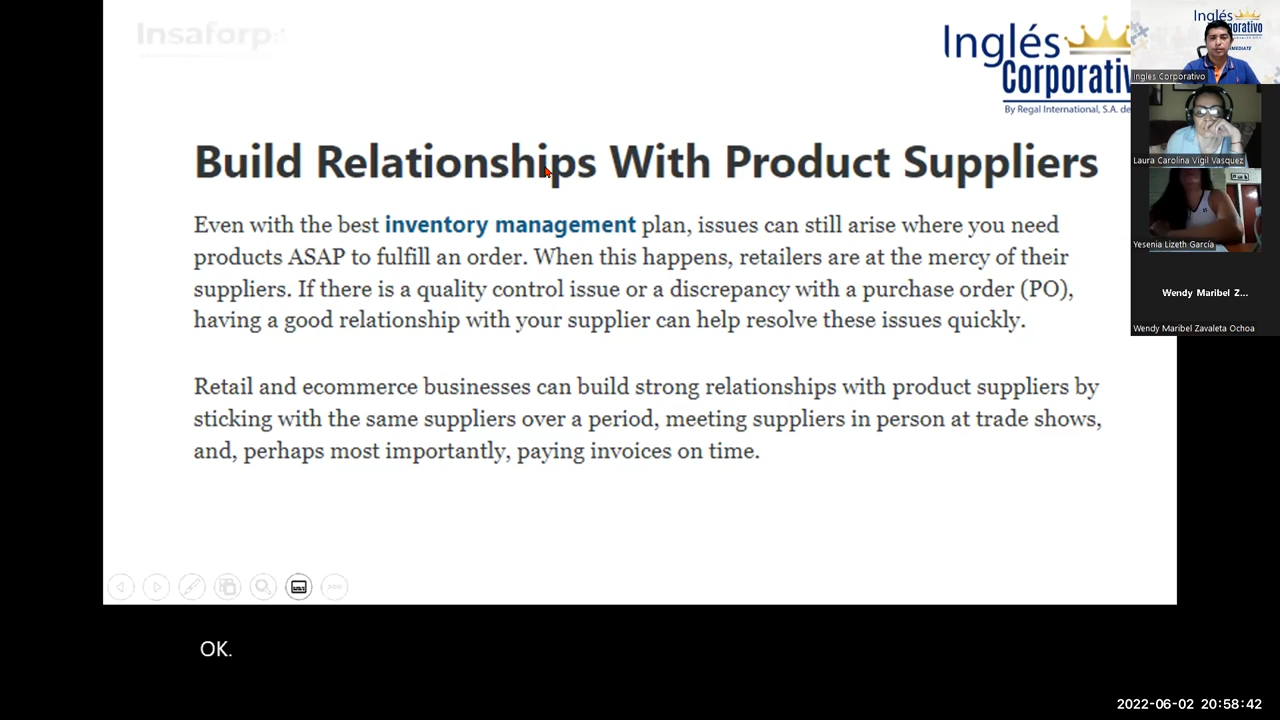 Insaforp
Inglés
Corporativ
By Regal International, S.A. de
Build Relationships With Product Suppliers
Even with the best inventory management plan, issues can still arise where you need
products ASAP to fulfill an order. When this happens, retailers are at the mercy of their
suppliers. If there is a quality control issue or a discrepancy with a purchase order (PO),
having a good relationship with your supplier can help resolve these issues quickly.
Retail and ecommerce businesses can build strong relationships with product suppliers by
sticking with the same suppliers over a period, meeting suppliers in person at trade shows,
and, perhaps most importantly, paying invoices on time.
Inglés
orativo
Ingles Corporativo
Laura Carolina Vigil Vasquez
Yesenia Lizeth García
Wendy Maribel Z...
Wendy Maribel Zavaleta Ochoa
OK.
2022-06-02 20:58:42